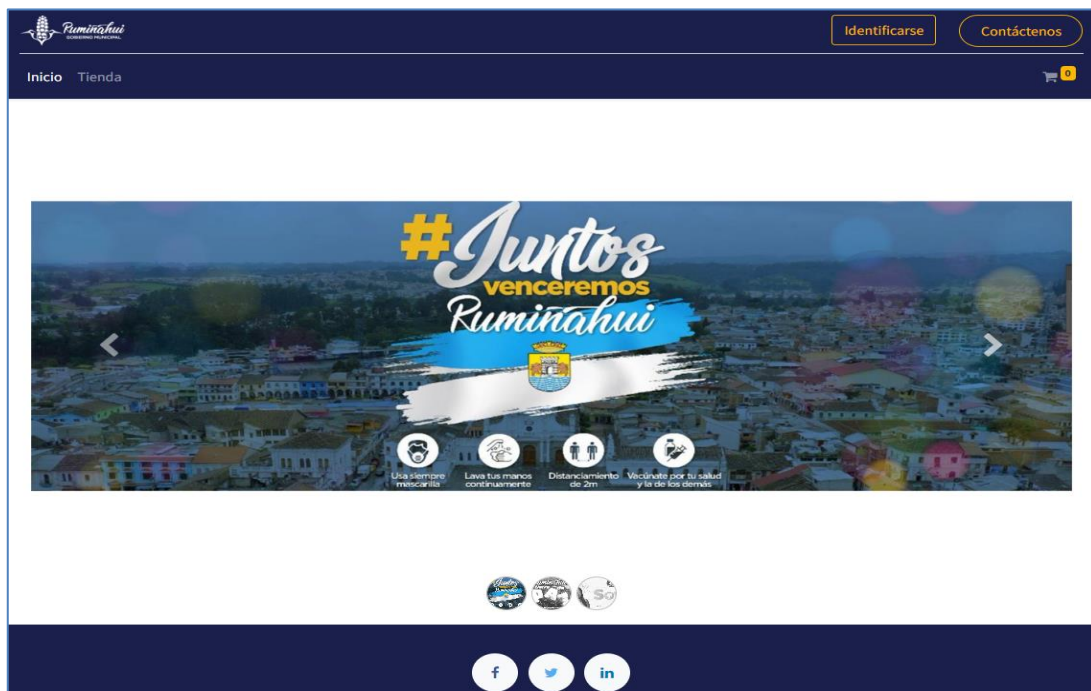 Rumiñahui
GOBIERNO MUNICIPAL
Identificarse
Contáctenos
Inicio Tienda
0
#Juntos
venceremos
Rumiñahui
Usa siempre
mascarilla
Lava tus manos
continuamente
Distanciamiento
de 2m
Vacúnate por tu salud
y la de los demás
f
in